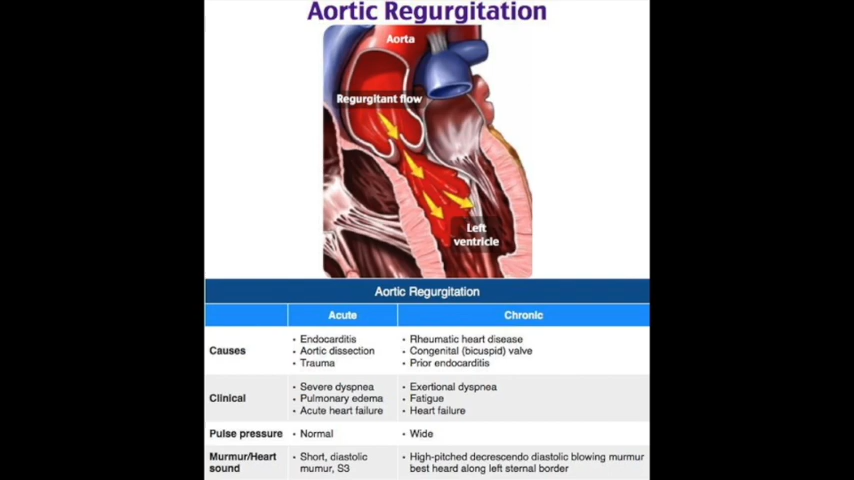 Aortic Regurgitation
Aorta
Regurgitant flow
Left
ventricle
Aortic Regurgitation
Acute Chronic
Causes
• Endocarditis
• Aortic dissection
• Trauma
• Rheumatic heart disease
• Congenital (bicuspid) valve
• Prior endocarditis
Clinical
• Severe dyspnea
• Pulmonary edema
• Acute heart failure
• Exertional dyspnea
• Fatigue
• Heart failure
Pulse pressure
• Normal
• Wide
Murmur/Heart
sound
• Short, diastolic
mumur, S3
• High-pitched decrescendo diastolic blowing murmur
best heard along left sternal border